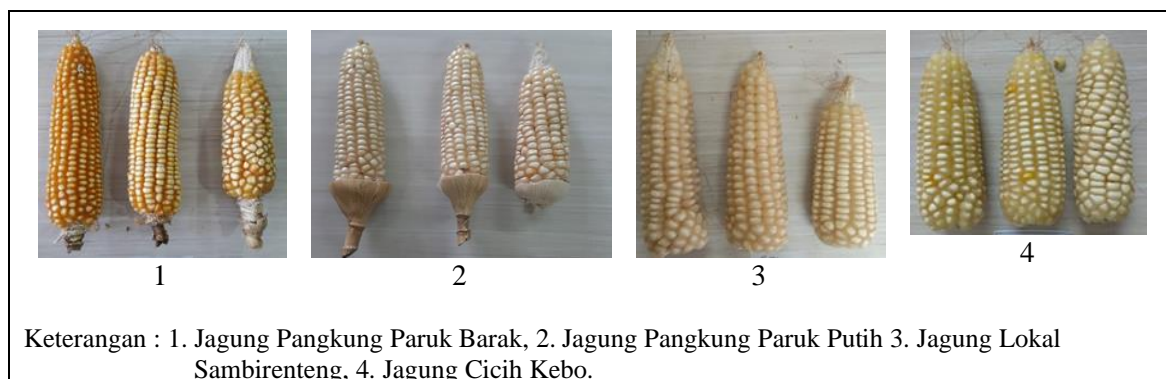 1
2
3
4
Keterangan : 1. Jagung Pangkung Paruk Barak, 2. Jagung Pangkung Paruk Putih 3. Jagung Lokal
Sambirenteng, 4. Jagung Cicih Kebo.